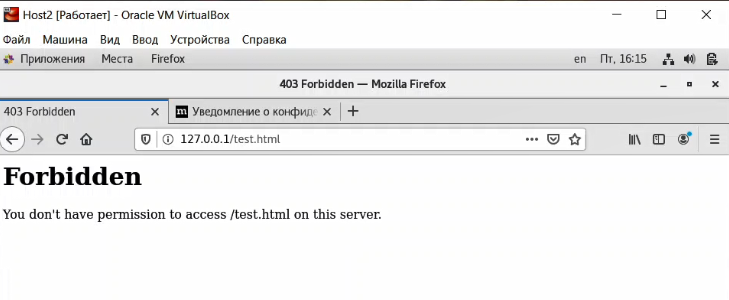 Host2 [Работает] - Oracle VM VirtualBox
Файл Машина Вид Ввод Устройства Справка
Приложения Места Firefox en Пт, 16:15
403 Forbidden — Mozilla Firefox
403 Forbidden Уведомление о конфиде
127.0.0.1/test.html
Forbidden
You don't have permission to access /test.html on this server.